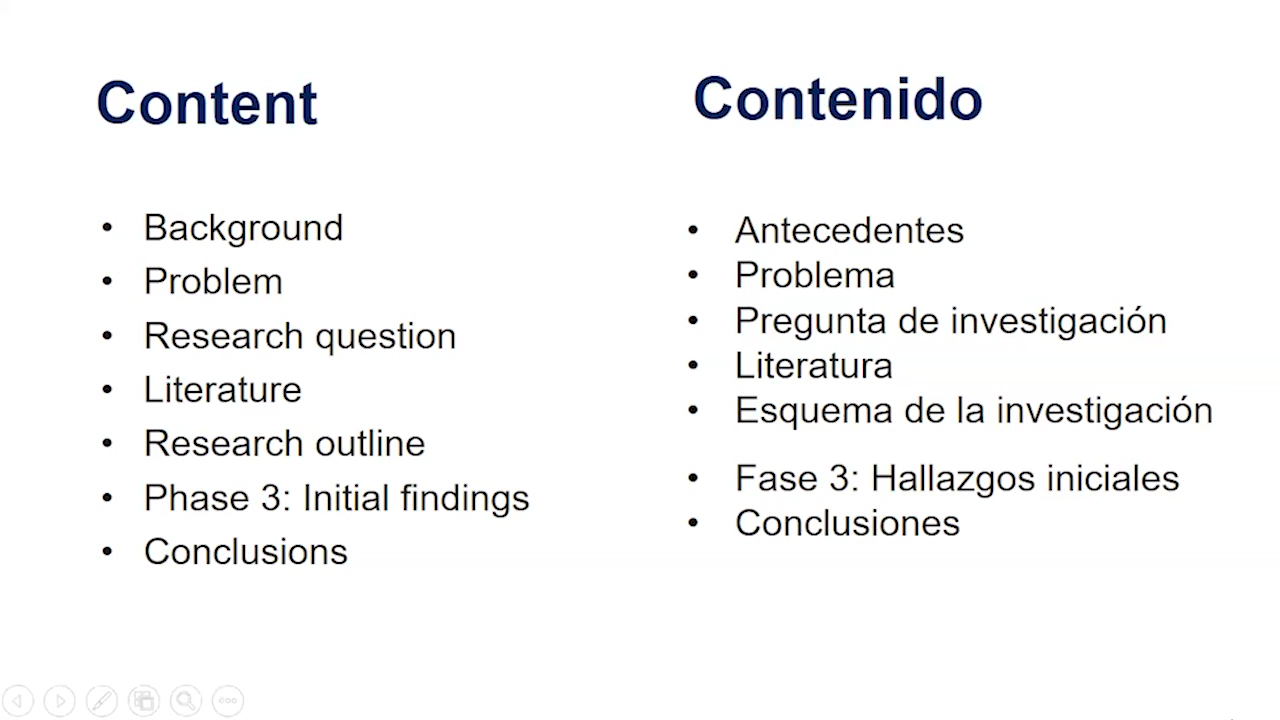 Content
• Background
• Problem
• Research question
• Literature
• Research outline
• Phase 3: Initial findings
• Conclusions
Contenido
• Antecedentes
• Problema
• Pregunta de investigación
• Literatura
• Esquema de la investigación
• Fase 3: Hallazgos iniciales
• Conclusiones